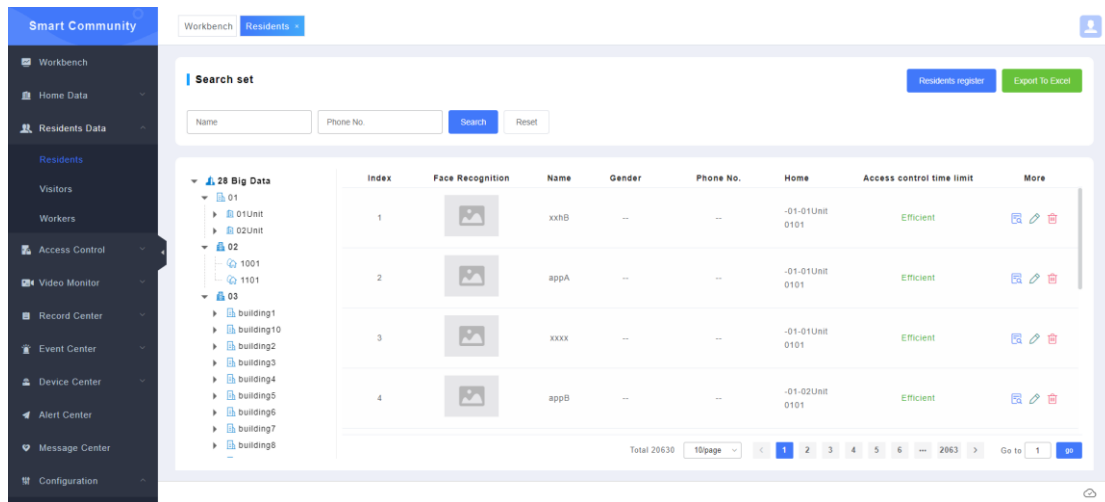 Smart Community
Workbench
Residents ×
Workbench
Home Data
Residents Data
Residents
Visitors
Workers
Access Control
Video Monitor
Record Center
Event Center
Device Center
Alert Center
Message Center
Configuration
Search set
Residents register
Export To Excel
Name
Phone No.
Search
Reset
28 Big Data
01
01Unit
02Unit
02
1001
1101
03
building1
building10
building2
building3
building4
building5
building6
building7
building8
Index Face Recognition Name Gender Phone No. Home Access control time limit More
1 xxhB -- -- -01-01Unit 0101 Efficient
2 appA -- -- -01-01Unit 0101 Efficient
3 xxxx -- -- -01-01Unit 0101 Efficient
4 appB -- -- -01-02Unit 0101 Efficient
Total 20630 10/page < 1 2 3 4 5 6 ••• 2063 > Go to 1 go